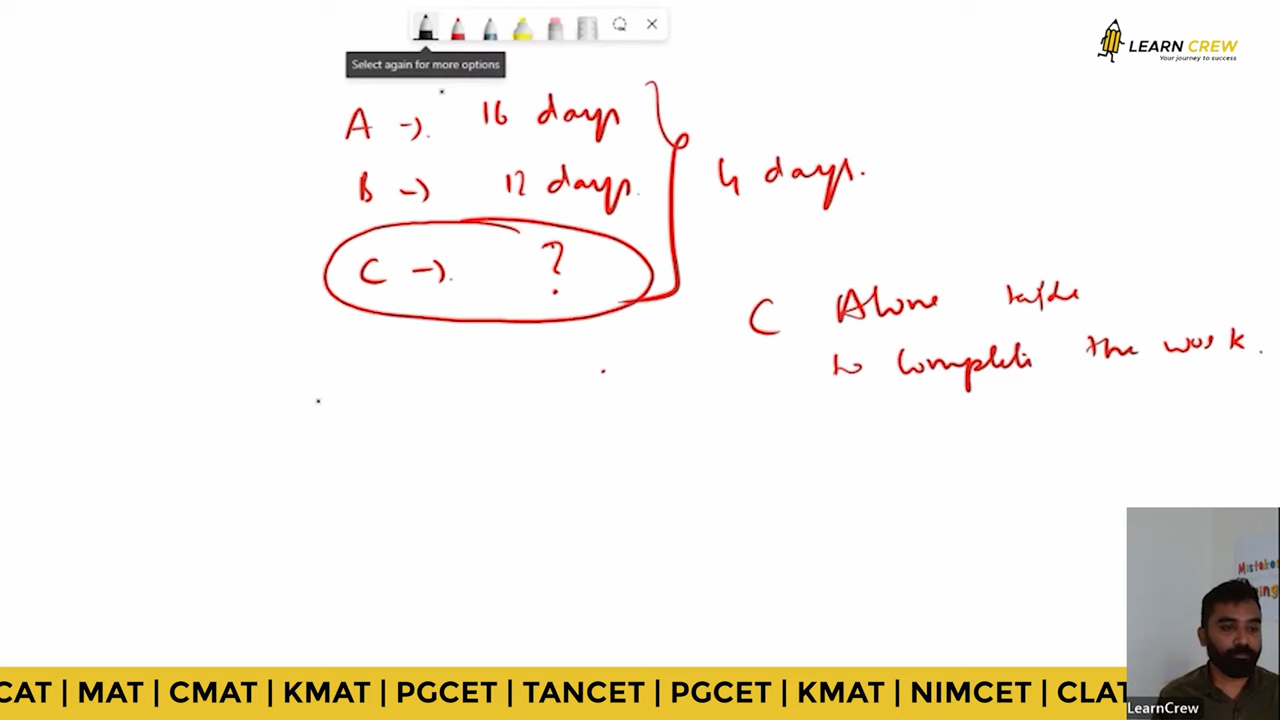 LEARN CREW
Your journey to success
Select again for more options
A → 16 days
B → 12 days.
C → ?
4 days.
C Alone
to complete the work.
Mistakes
CAT | MAT | CMAT | KMAT | PGCET | TANCET | PGCET | KMAT | NIMCET | CLAT
LearnCrew